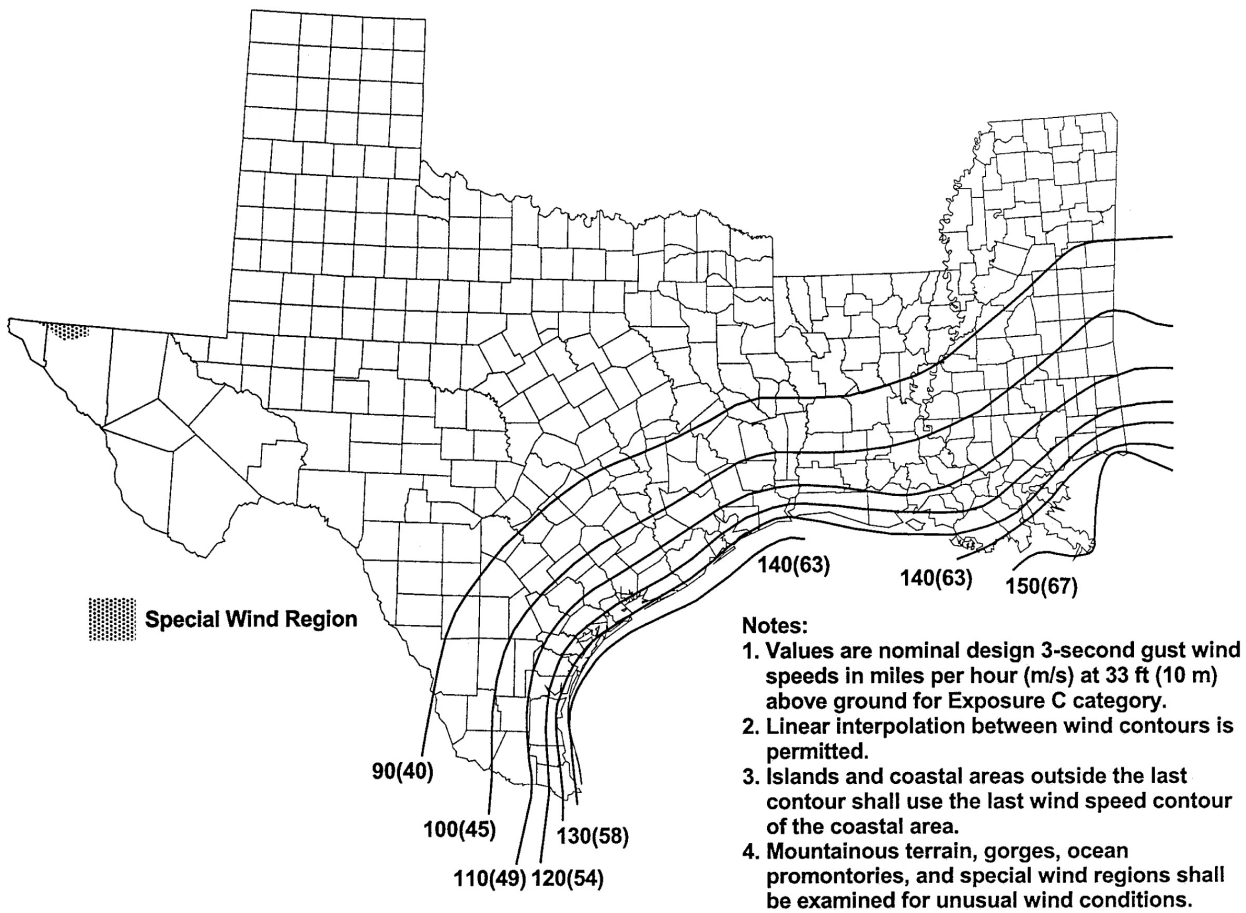 140(63)
140(63)
150(67)
Special Wind Region
90(40)
100(45)
130(58)
110(49)
120(54)
Notes:
1. Values are nominal design 3-second gust wind
speeds in miles per hour (m/s) at 33 ft (10 m)
above ground for Exposure C category.
2. Linear interpolation between wind contours is
permitted.
3. Islands and coastal areas outside the last
contour shall use the last wind speed contour
of the coastal area.
4. Mountainous terrain, gorges, ocean
promontories, and special wind regions shall
be examined for unusual wind conditions.